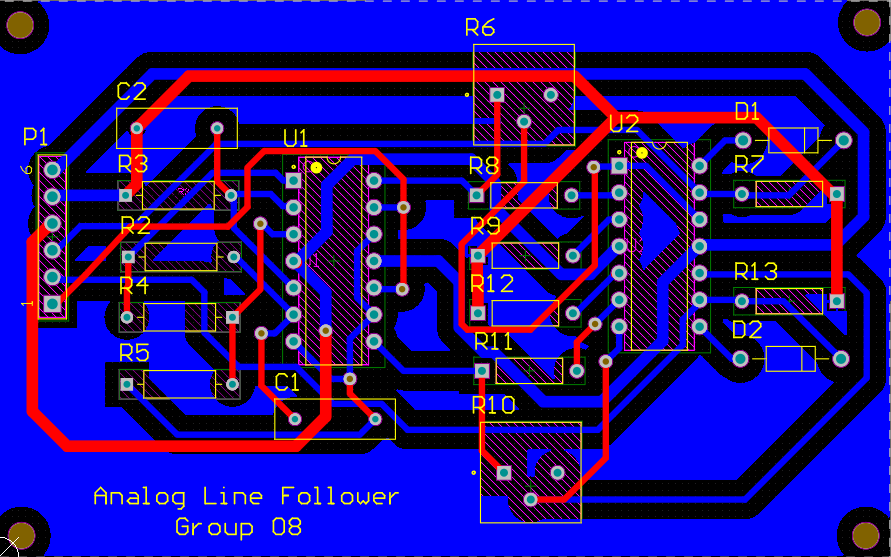 R6
C2
D1
P1
U1
U2
6
R3
R8
R7
R2
R9
R4
R12
R13
1
R5
R11
D2
C1
R10
Analog Line Follower
Group 08